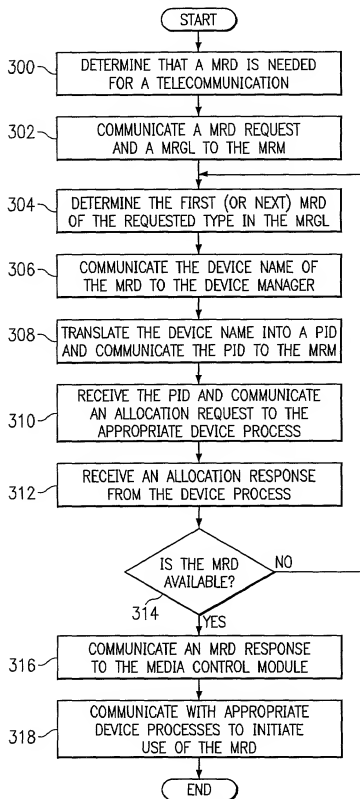 START
300
DETERMINE THAT A MRD IS NEEDED
FOR A TELECOMMUNICATION
302
COMMUNICATE A MRD REQUEST
AND A MRGL TO THE MRM
304
DETERMINE THE FIRST (OR NEXT) MRD
OF THE REQUESTED TYPE IN THE MRGL
306
COMMUNICATE THE DEVICE NAME OF
THE MRD TO THE DEVICE MANAGER
308
TRANSLATE THE DEVICE NAME INTO A PID
AND COMMUNICATE THE PID TO THE MRM
310
RECEIVE THE PID AND COMMUNICATE
AN ALLOCATION REQUEST TO THE
APPROPRIATE DEVICE PROCESS
312
RECEIVE AN ALLOCATION RESPONSE
FROM THE DEVICE PROCESS
IS THE MRD
AVAILABLE?
NO
314
YES
316
COMMUNICATE AN MRD RESPONSE
TO THE MEDIA CONTROL MODULE
318
COMMUNICATE WITH APPROPRIATE
DEVICE PROCESSES TO INITIATE
USE OF THE MRD
END